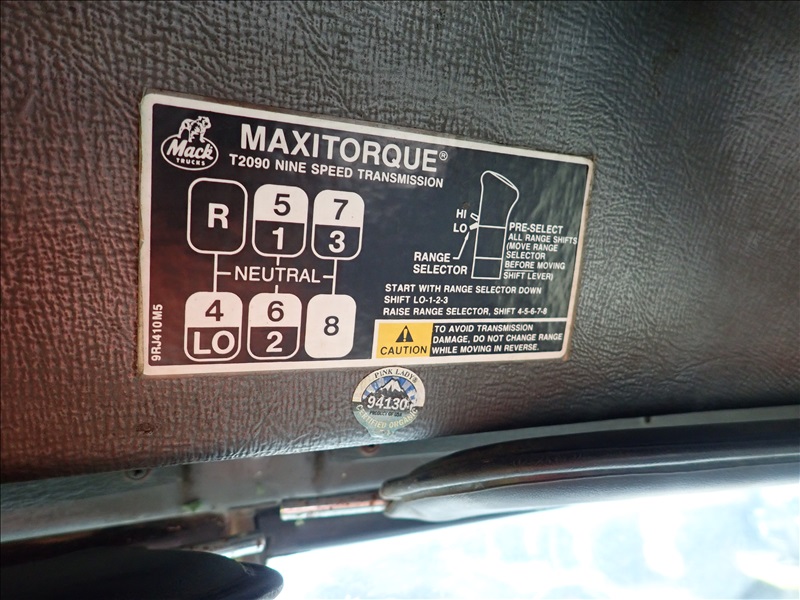 Mack
TRUCKS
MAXITORQUE®
T2090 NINE SPEED TRANSMISSION
R
5
1
7
3
NEUTRAL
4
LO
6
2
8
HI
LO
RANGE
SELECTOR
PRE-SELECT
ALL RANGE SHIFTS
(MOVE RANGE
SELECTOR
BEFORE MOVING
SHIFT LEVER)
START WITH RANGE SELECTOR DOWN
SHIFT LO-1-2-3
RAISE RANGE SELECTOR, SHIFT 4-5-6-7-8
CAUTION
TO AVOID TRANSMISSION
DAMAGE, DO NOT CHANGE RANGE
WHILE MOVING IN REVERSE.
9RJ410M5
PINK LADY®
94130
PRODUCT OF USA
CERTIFIED ORGANIC